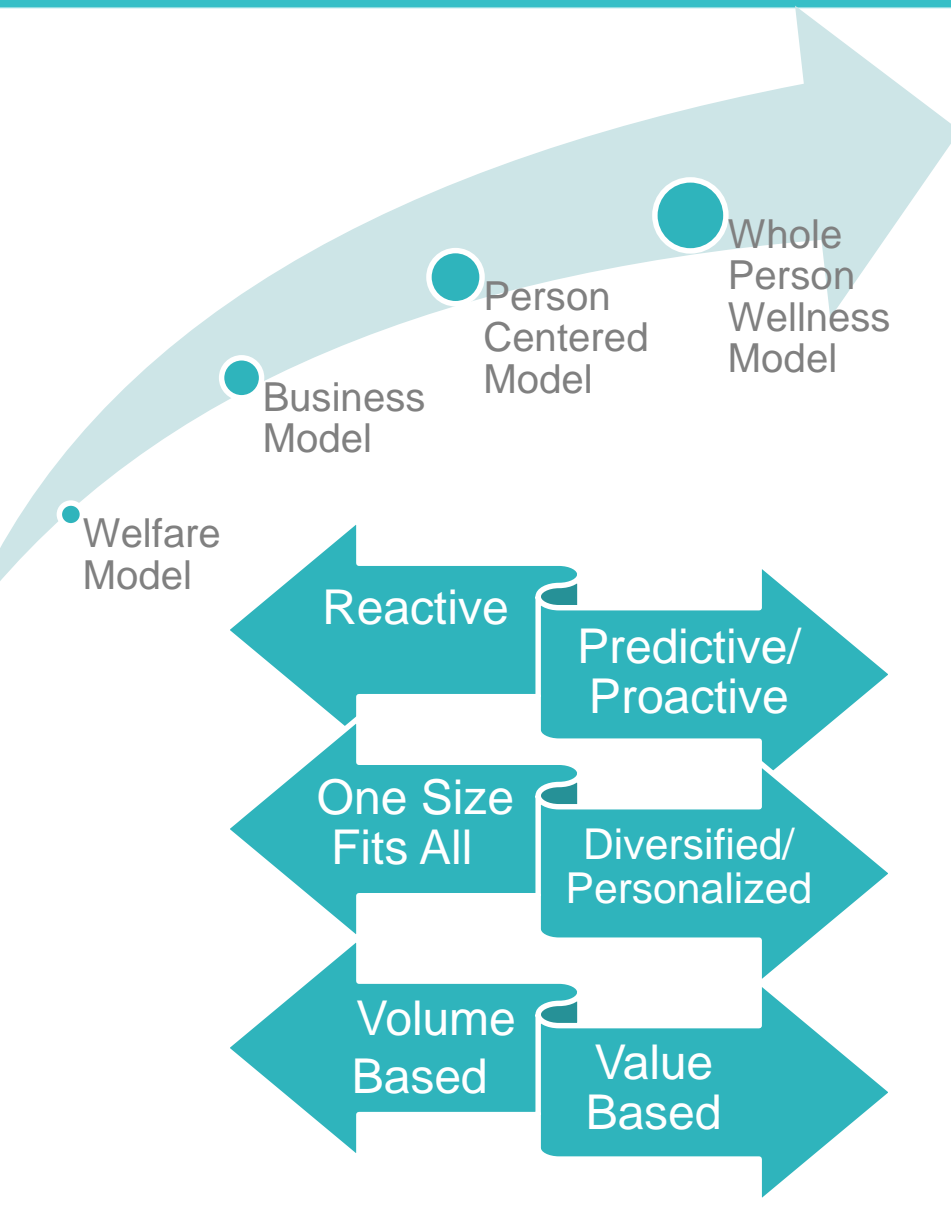 Whole
Person
Wellness
Model
Person
Centered
Model
Business
Model
Welfare
Model
Reactive
Predictive/
Proactive
One Size
Fits All
Diversified/
Personalized
Volume
Based
Value
Based